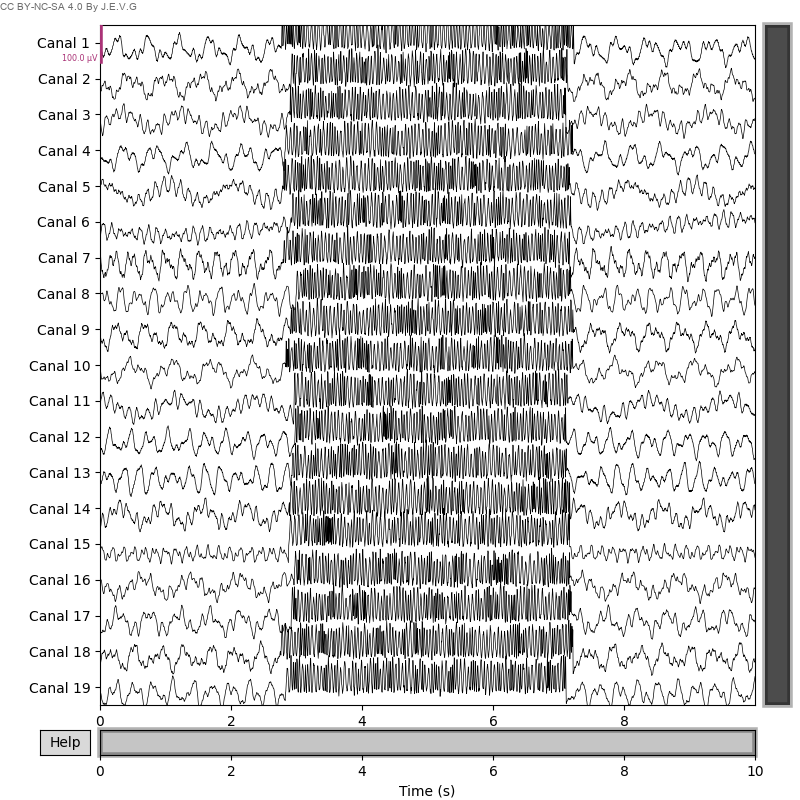 CC BY-NC-SA 4.0 By J.E.V.G
Canal 1
100.0 µV
Canal 2
Canal 3
Canal 4
Canal 5
Canal 6
Canal 7
Canal 8
Canal 9
Canal 10
Canal 11
Canal 12
Canal 13
Canal 14
Canal 15
Canal 16
Canal 17
Canal 18
Canal 19
0 2 4 6 8
Help
0 2 4 6 8 10
Time (s)